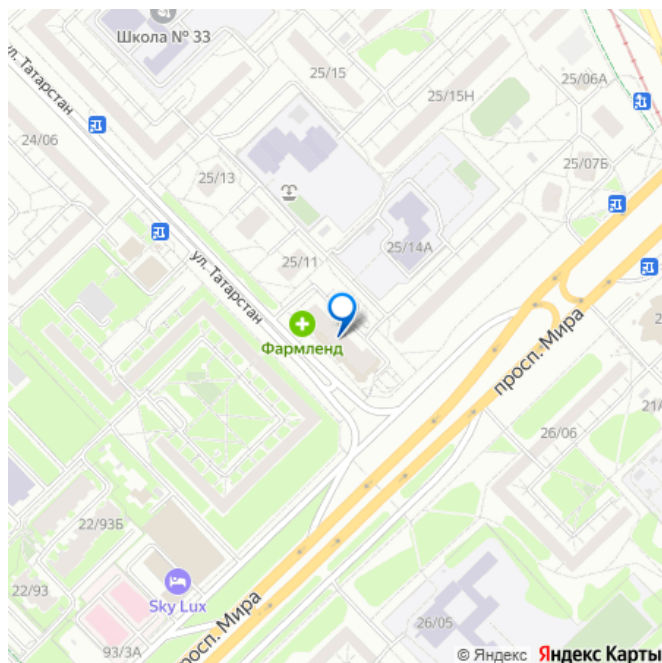 Школа № 33
25/15
25/06А
ул. Татарстан
25/15Н
24/06
25/07Б
25/13
25/14А
25/11
ул. Татарстан
Фармленд
просп. Мира
26/06
22/93Б
22/93
Sky Lux
просп. Мира
26/05
93/3А
© Яндекс Яндекс Карты